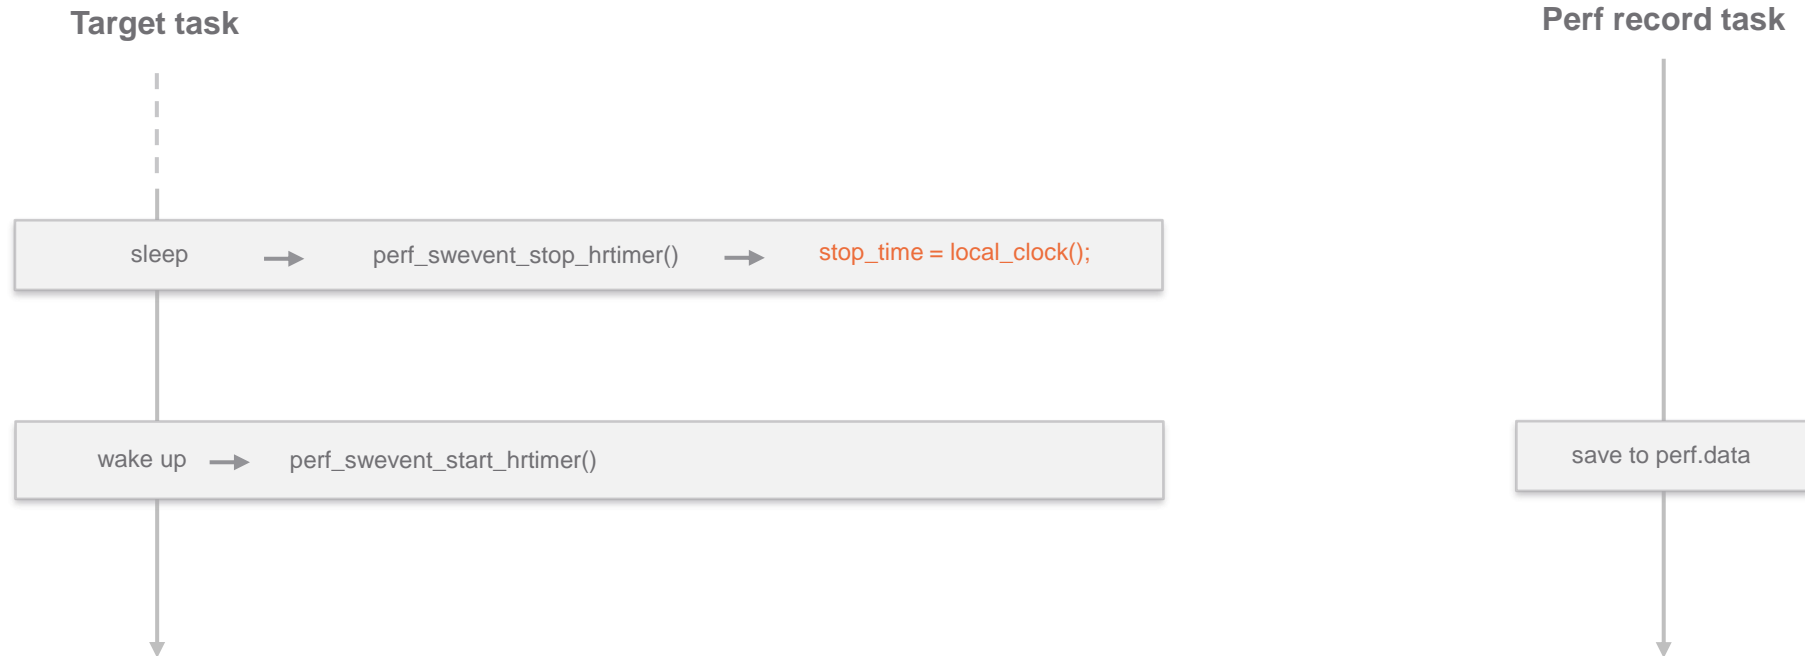 Target task
Perf record task
sleep
perf_swevent_stop_hrtimer()
stop_time = local_clock();
wake up
perf_swevent_start_hrtimer()
save to perf.data